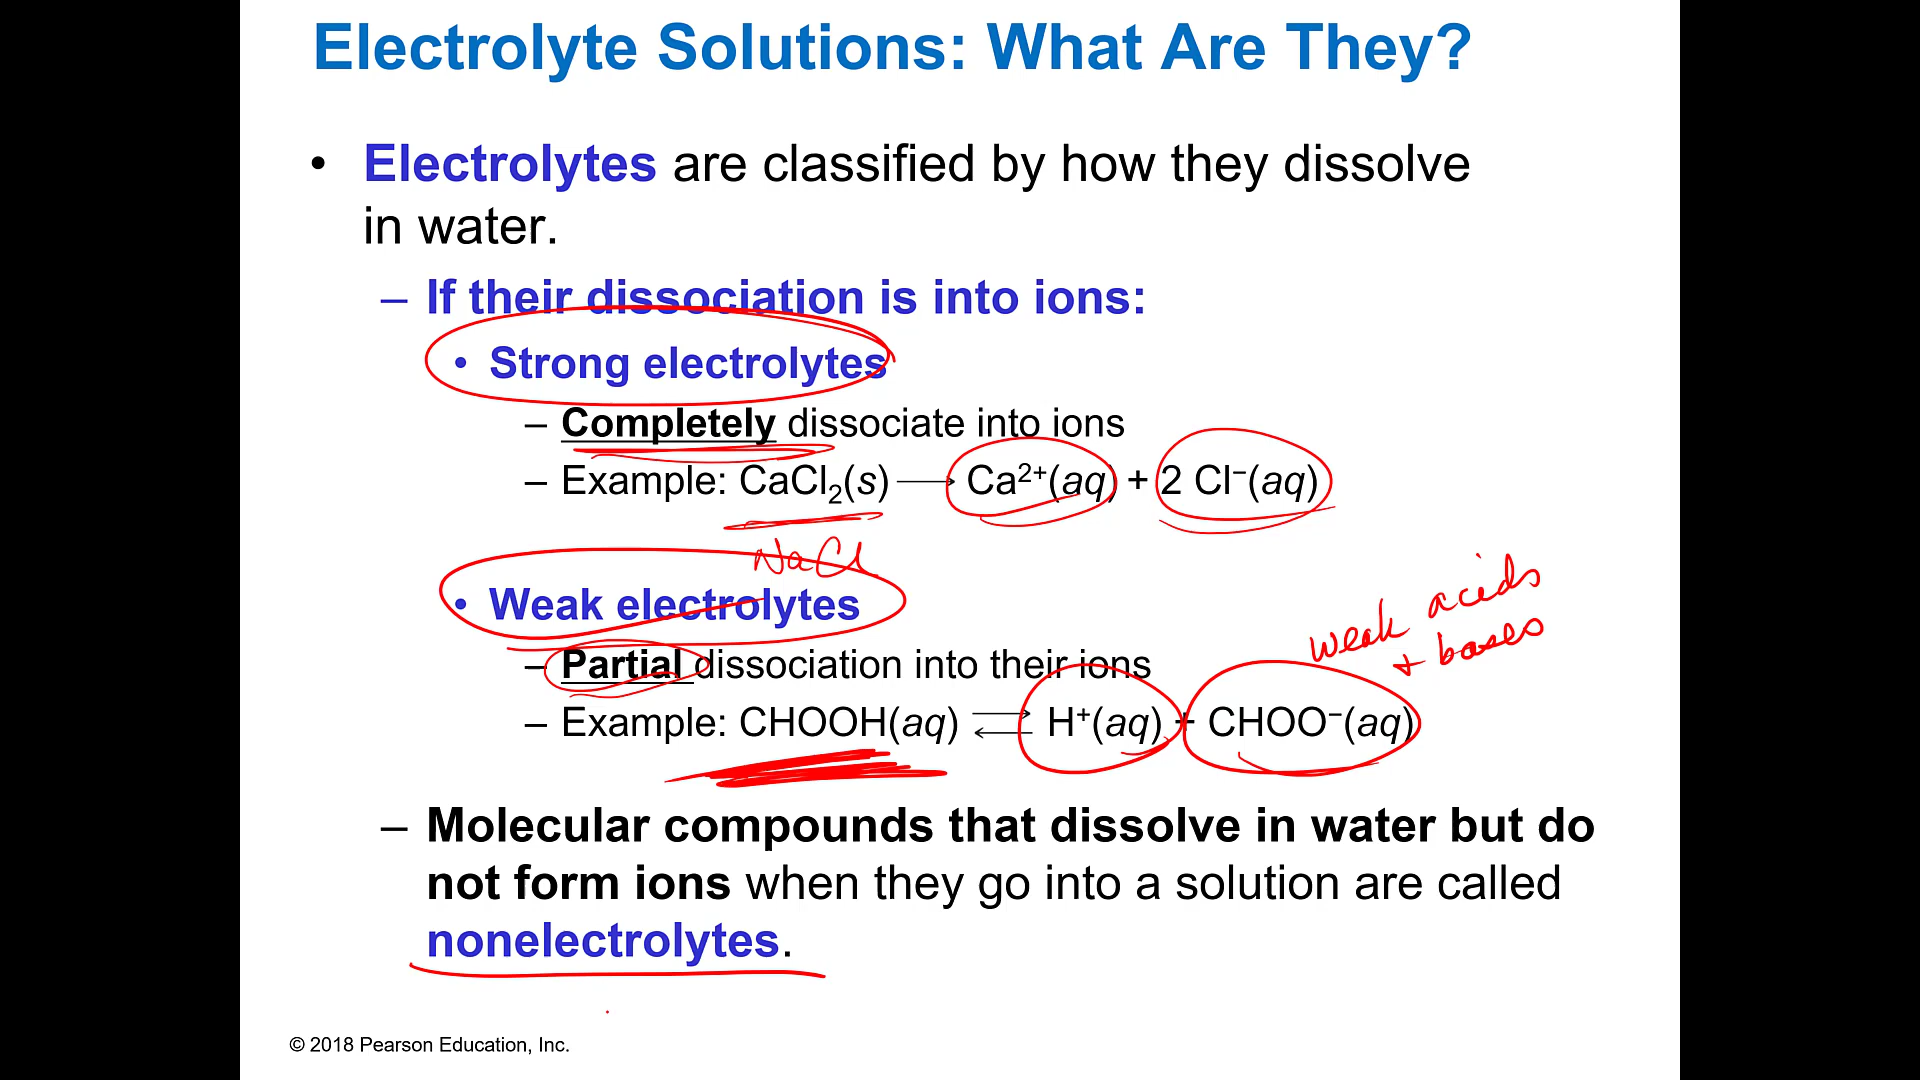 Electrolyte Solutions: What Are They?
• Electrolytes are classified by how they dissolve
in water.
– If their dissociation is into ions:
• Strong electrolytes
– Completely dissociate into ions
– Example: CaCl₂(s) ⟶ Ca²⁺(aq) + 2 Cl⁻(aq)
NaCl
• Weak electrolytes
weak acids
+ bases
– Partial dissociation into their ions
– Example: CHOOH(aq) ⇌ H⁺(aq) + CHOO⁻(aq)
– Molecular compounds that dissolve in water but do
not form ions when they go into a solution are called
nonelectrolytes.
© 2018 Pearson Education, Inc.